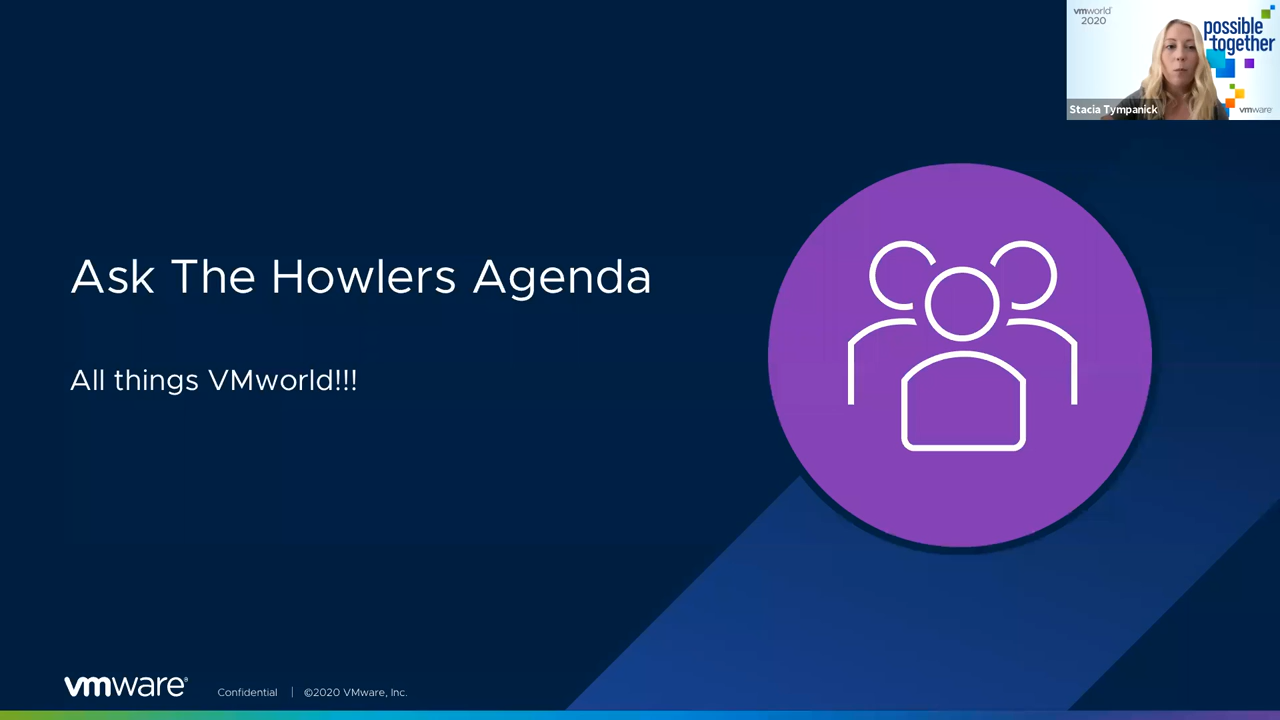 vmworld
2020
possible
together
Stacia Tympanick
vmware
Ask The Howlers Agenda
All things VMworld!!!
vmware®
Confidential | ©2020 VMware, Inc.